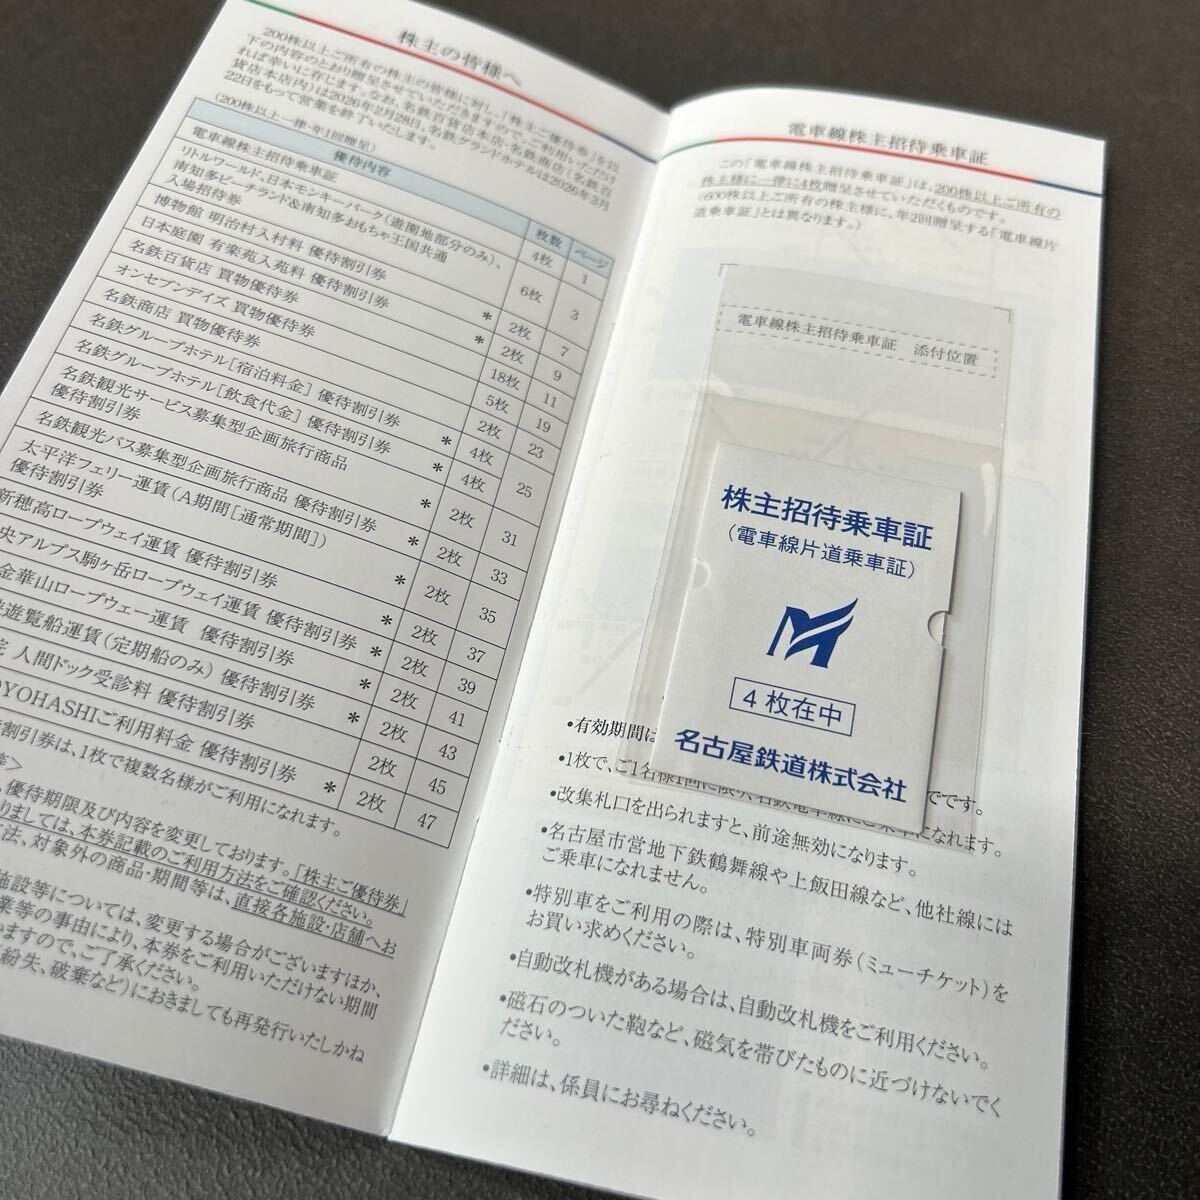 株主の皆様へ
200株以上ご所有の株主の皆様に対し、「株主ご優待券」を以
下の内容のとおり贈呈させていただきますので、ご利用いただけ
れば幸いに存じます。なお、名鉄百貨店本店・名鉄商店(名鉄百
貨店本店内)は2026年2月28日、名鉄グランドホテルは2026年3月
22日をもって営業を終了いたします。
(200株以上一律・年1回贈呈)
優待内容 枚数 ページ
電車線株主招待乗車証 4枚 1
リトルワールド、日本モンキーパーク(遊園地部分のみ)、
南知多ビーチランド&南知多おもちゃ王国共通
入場招待券 6枚 3
博物館 明治村入村料 優待割引券 * 2枚 7
日本庭園 有楽苑入苑料 優待割引券 * 2枚 9
名鉄百貨店 買物優待券 18枚 11
オンセブンデイズ 買物優待券 5枚 19
名鉄商店 買物優待券 2枚 23
名鉄グループホテル[宿泊料金] 優待割引券 * 4枚
名鉄グループホテル[飲食代金] 優待割引券 * 4枚 25
名鉄観光サービス募集型企画旅行商品
優待割引券 * 2枚 31
名鉄観光バス募集型企画旅行商品 優待割引券 * 2枚 33
太平洋フェリー運賃(A期間[通常期間])
優待割引券 * 2枚 35
新穂高ロープウェイ運賃 優待割引券 * 2枚 37
央アルプス駒ヶ岳ロープウェイ運賃 優待割引券 * 2枚 39
金華山ロープウェー運賃 優待割引券 * 2枚 41
遊覧船運賃(定期船のみ) 優待割引券 * 2枚 43
人間ドック受診料 優待割引券 * 2枚 45
OYOHASHIご利用料金 優待割引券 * 2枚 47
割引券は、1枚で複数名様がご利用になれます。
等>
、優待期限及び内容を変更しております。「株主ご優待券」
りましては、本券記載のご利用方法をご確認ください。
法、対象外の商品・期間等は、直接各施設・店舗へお
施設等については、変更する場合がございますほか、
業等の事由により、本券をご利用いただけない期間
いますので、ご了承ください。
紛失、破棄など)におきましても再発行いたしかね
電車線株主招待乗車証
この「電車線株主招待乗車証」は、200株以上ご所有の
株主様に一律に4枚贈呈させていただくものです。
(600株以上ご所有の株主様に、年2回贈呈する「電車線片
道乗車証」とは異なります。)
電車線株主招待乗車証 添付位置
株主招待乗車証
(電車線片道乗車証)
4枚在中
名古屋鉄道株式会社
•有効期間は
でです。
•1枚で、ご1名様1回に限り、名鉄電車線にご乗車になれます。
•改集札口を出られますと、前途無効になります。
•名古屋市営地下鉄鶴舞線や上飯田線など、他社線には
ご乗車になれません。
•特別車をご利用の際は、特別車両券(ミューチケット)を
お買い求めください。
•自動改札機がある場合は、自動改札機をご利用ください。
•磁石のついた鞄など、磁気を帯びたものに近づけないでく
ださい。
•詳細は、係員にお尋ねください。